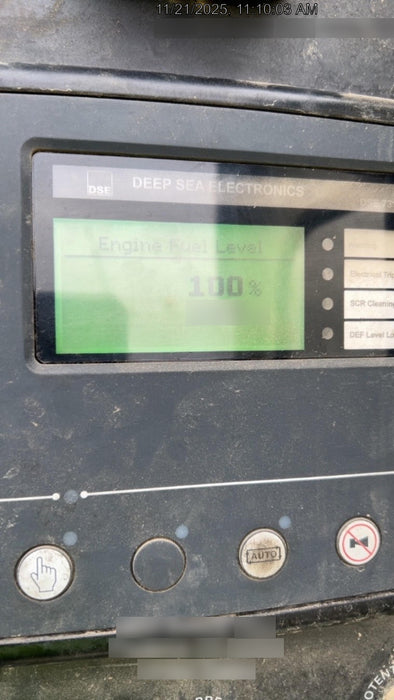 11.21.2025, 11:10:03 AM
DSE
DEEP SEA ELECTRONICS
Engine Fuel Level
100 %
Electrical Trip
SCR Cleaning
DEF Level Lo
AUTO